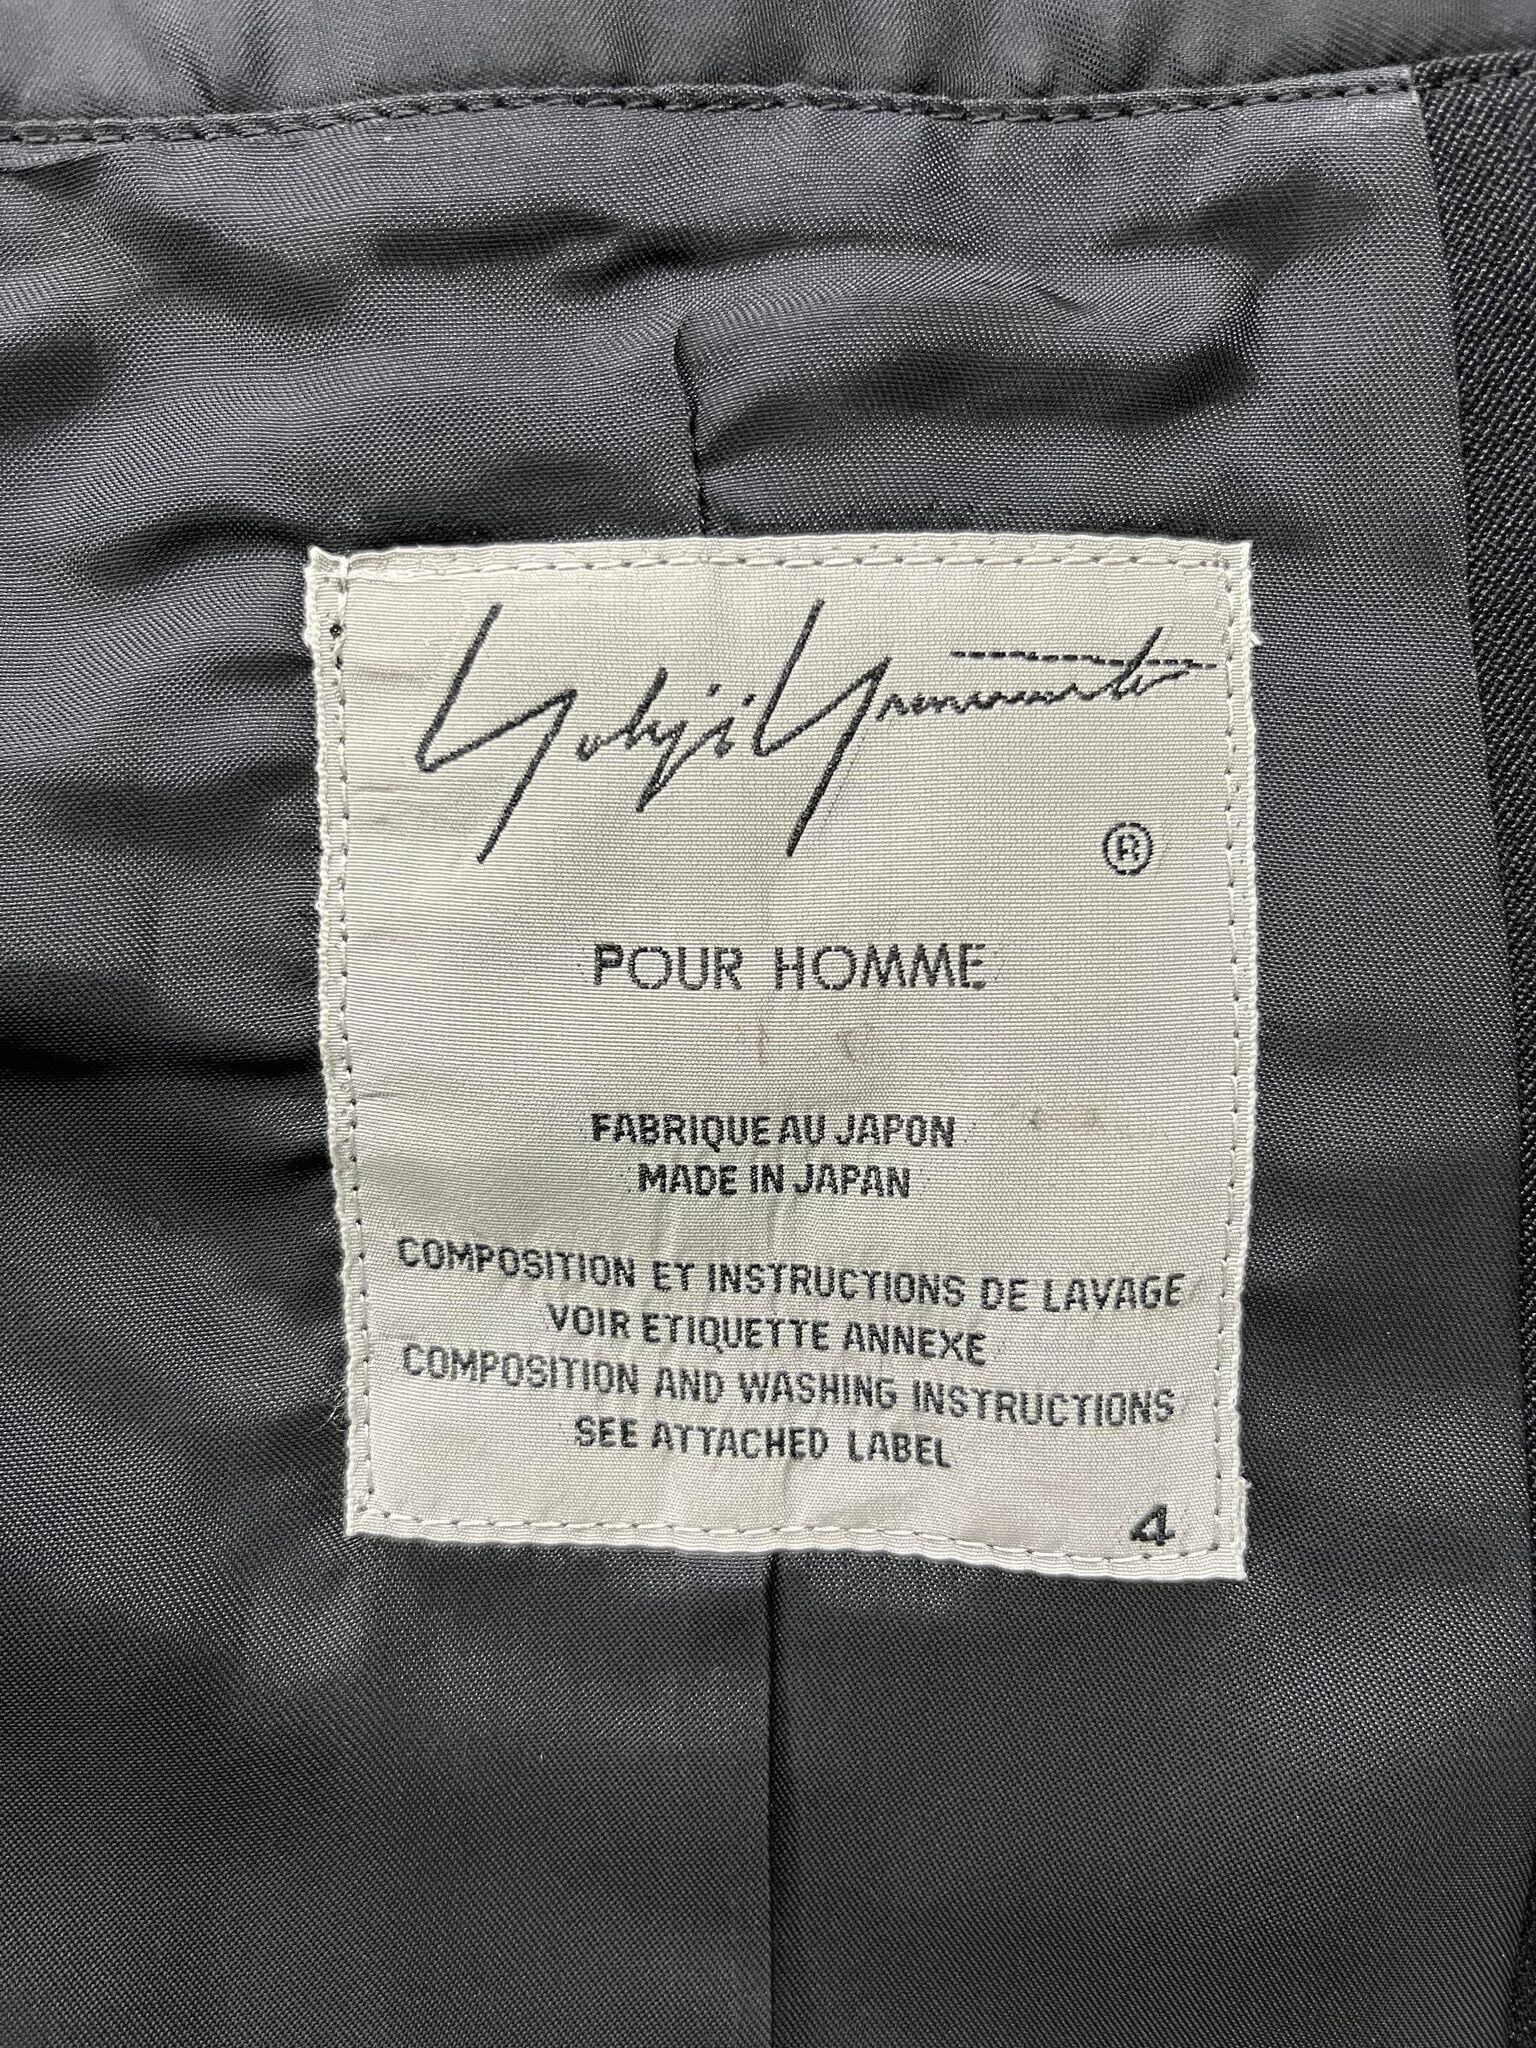 Yohji Yamamoto
®
POUR HOMME
FABRIQUE AU JAPON
MADE IN JAPAN
COMPOSITION ET INSTRUCTIONS DE LAVAGE
VOIR ETIQUETTE ANNEXE
COMPOSITION AND WASHING INSTRUCTIONS
SEE ATTACHED LABEL
4